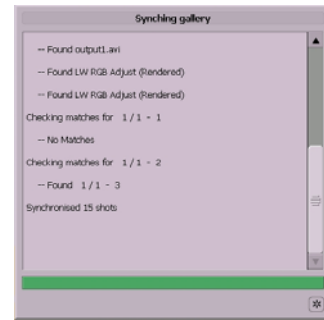 Synching gallery
-- Found output1.avi
-- Found LW RGB Adjust (Rendered)
-- Found LW RGB Adjust (Rendered)
Checking matches for 1 / 1 - 1
-- No Matches
Checking matches for 1 / 1 - 2
-- Found 1 / 1 - 3
Synchronised 15 shots